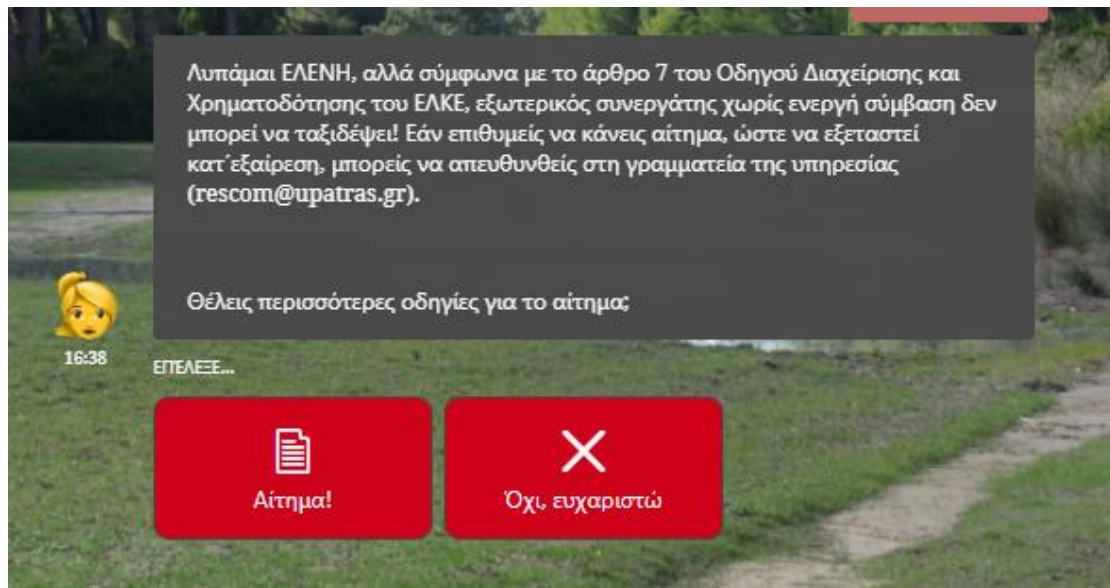 Λυπάμαι ΕΛΕΝΗ, αλλά σύμφωνα με το άρθρο 7 του Οδηγού Διαχείρισης και
Χρηματοδότησης του ΕΛΚΕ, εξωτερικός συνεργάτης χωρίς ενεργή σύμβαση δεν
μπορεί να ταξιδέψει! Εάν επιθυμείς να κάνεις αίτημα, ώστε να εξεταστεί
κατ΄εξαίρεση, μπορείς να απευθυνθείς στη γραμματεία της υπηρεσίας
(rescom@upatras.gr).
Θέλεις περισσότερες οδηγίες για το αίτημα;
16:38
ΕΠΕΛΕΞΕ...
Αίτημα!
Όχι, ευχαριστώ